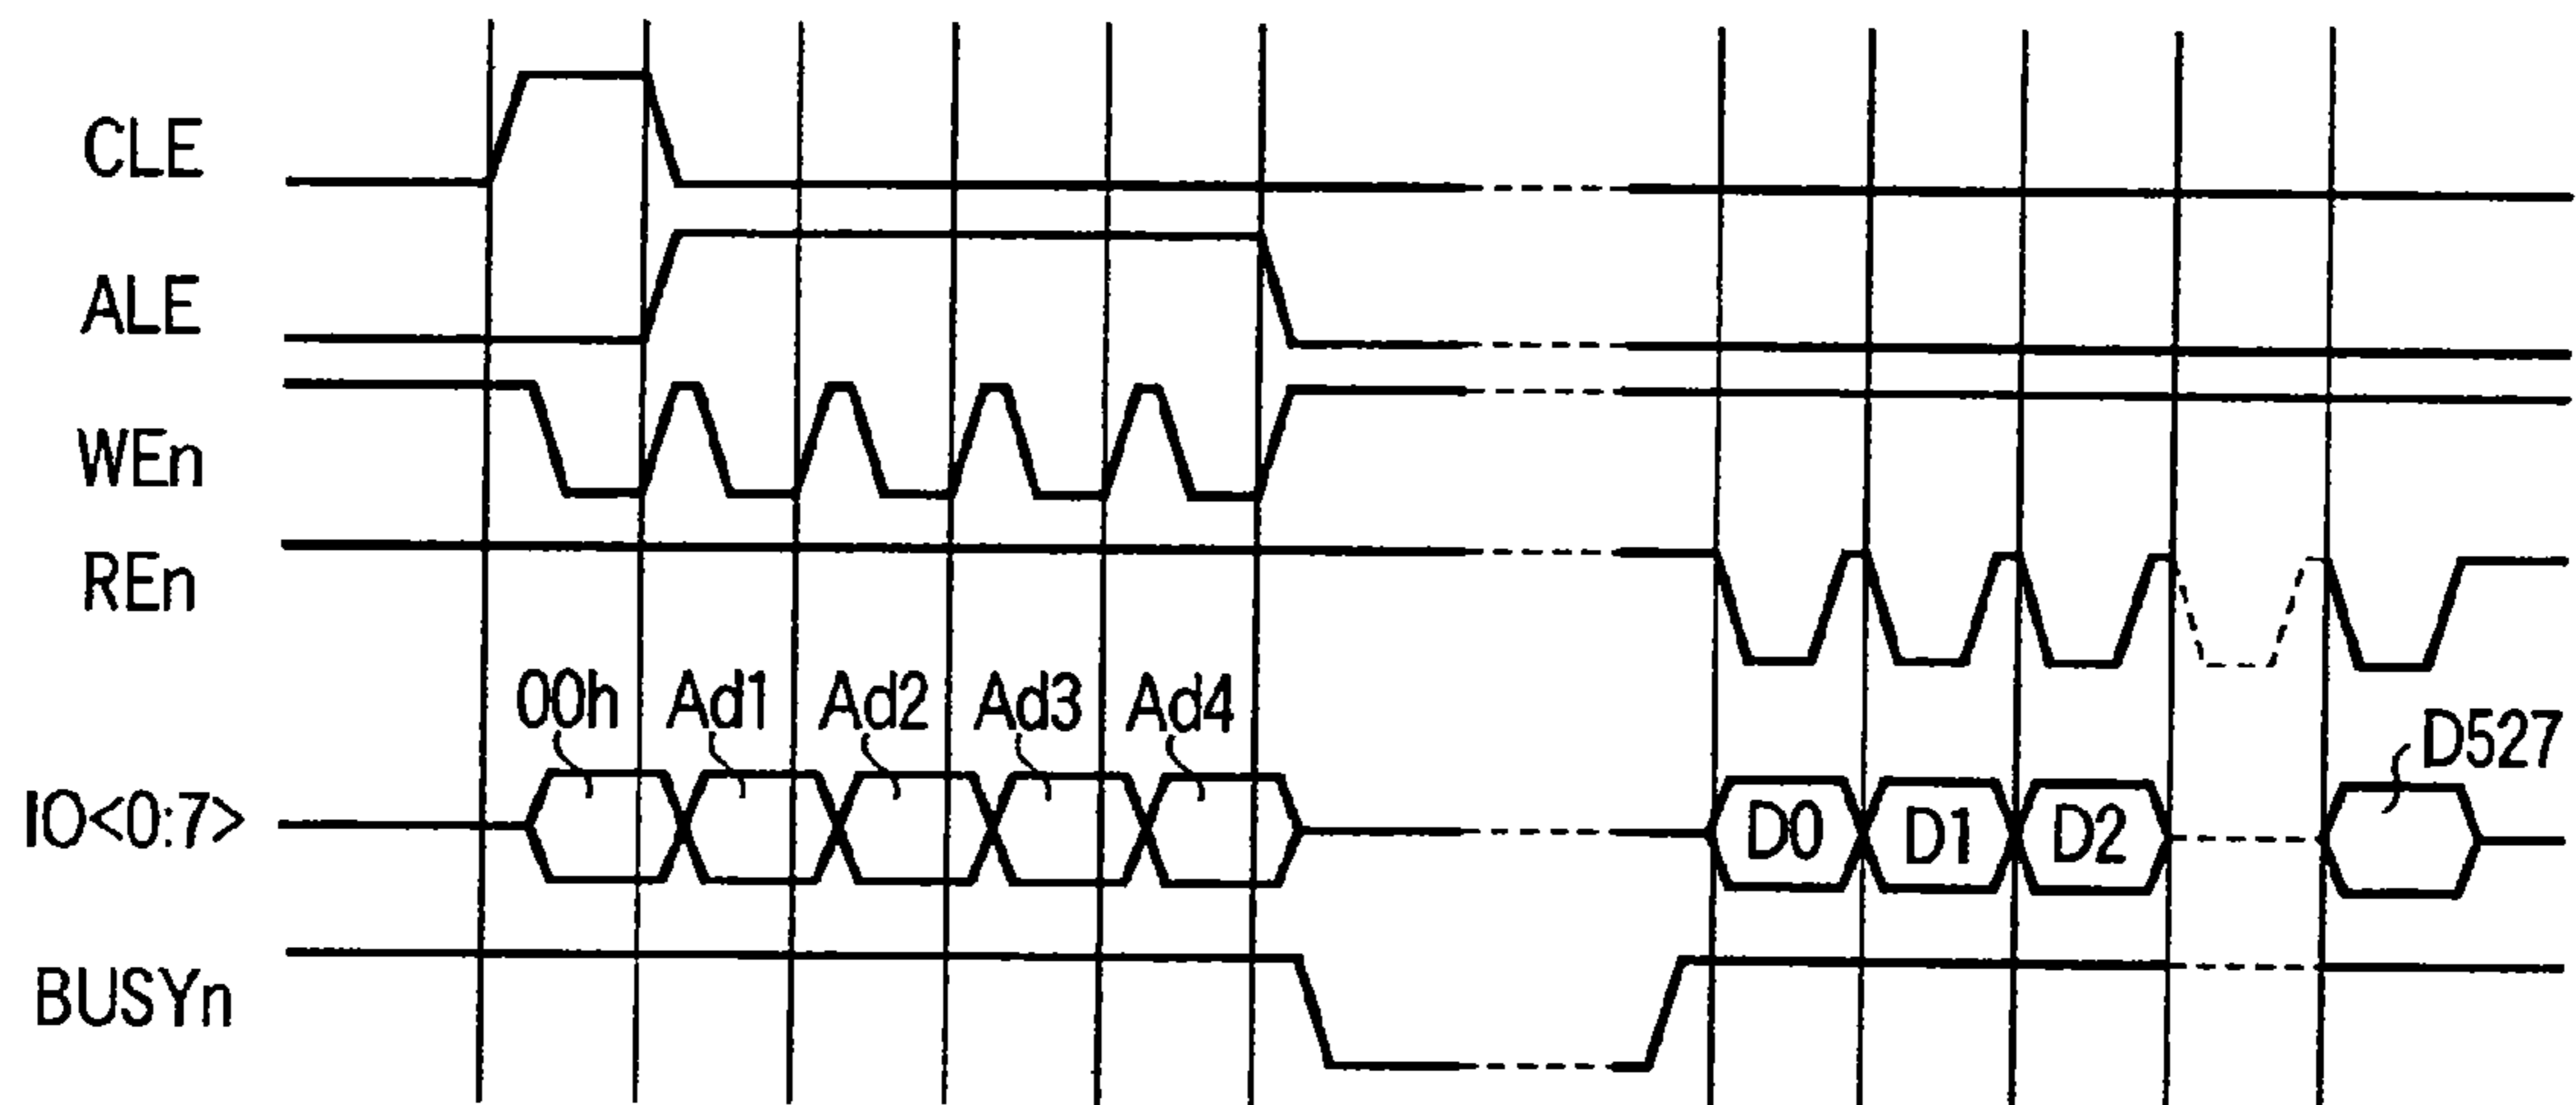 CLE
ALE
WEn
REn
00h Ad1 Ad2 Ad3 Ad4
D527
IO<0:7>
D0 D1 D2
BUSYn